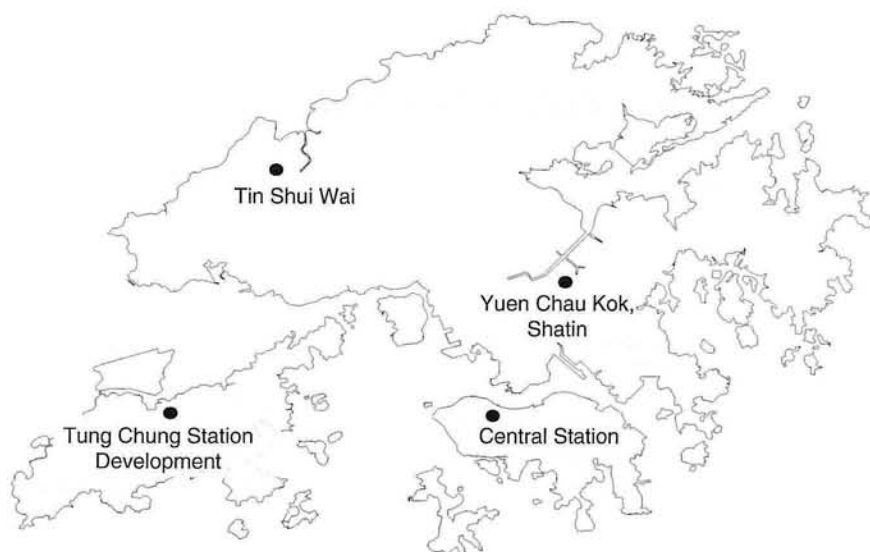 Tin Shui Wai
Yuen Chau Kok,
Shatin
Tung Chung Station
Development
Central Station